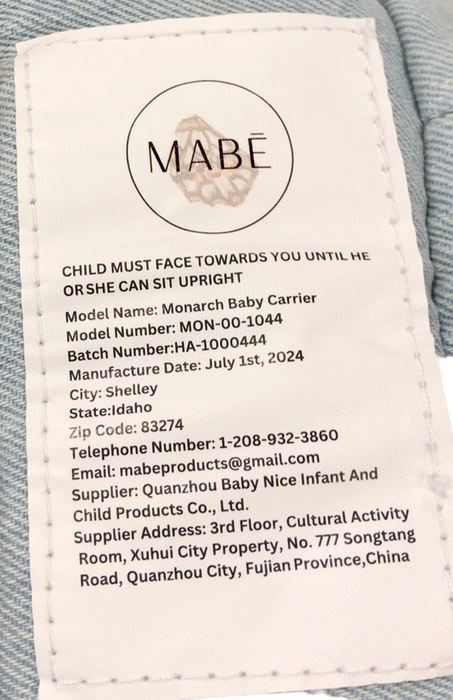 MABĒ
CHILD MUST FACE TOWARDS YOU UNTIL HE
OR SHE CAN SIT UPRIGHT
Model Name: Monarch Baby Carrier
Model Number: MON-00-1044
Batch Number:HA-1000444
Manufacture Date: July 1st, 2024
City: Shelley
State:Idaho
Zip Code: 83274
Telephone Number: 1-208-932-3860
Email: mabeproducts@gmail.com
Supplier: Quanzhou Baby Nice Infant And
Child Products Co., Ltd.
Supplier Address: 3rd Floor, Cultural Activity
Room, Xuhui City Property, No. 777 Songtang
Road, Quanzhou City, Fujian Province,China